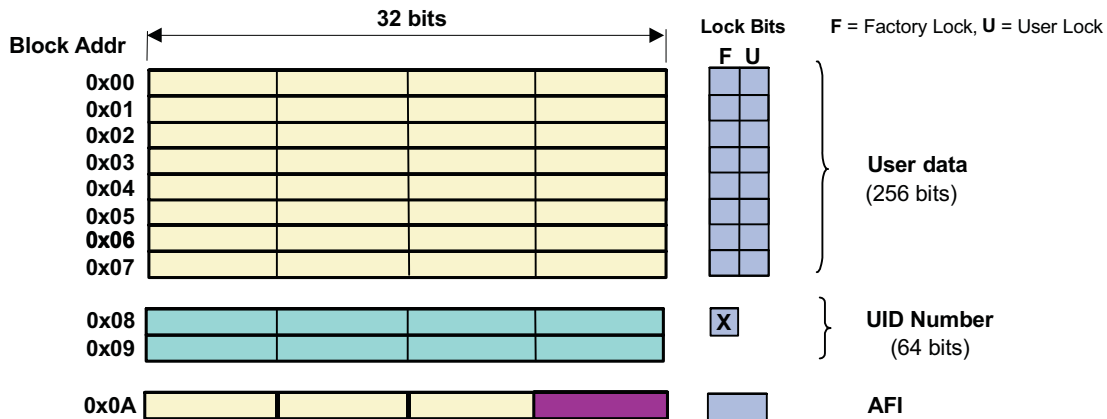 32 bits
Lock Bits
F = Factory Lock, U = User Lock
Block Addr
F U
0x00
0x01
0x02
0x03
0x04
0x05
0x06
0x07
User data
(256 bits)
0x08
0x09
X
UID Number
(64 bits)
0x0A
AFI